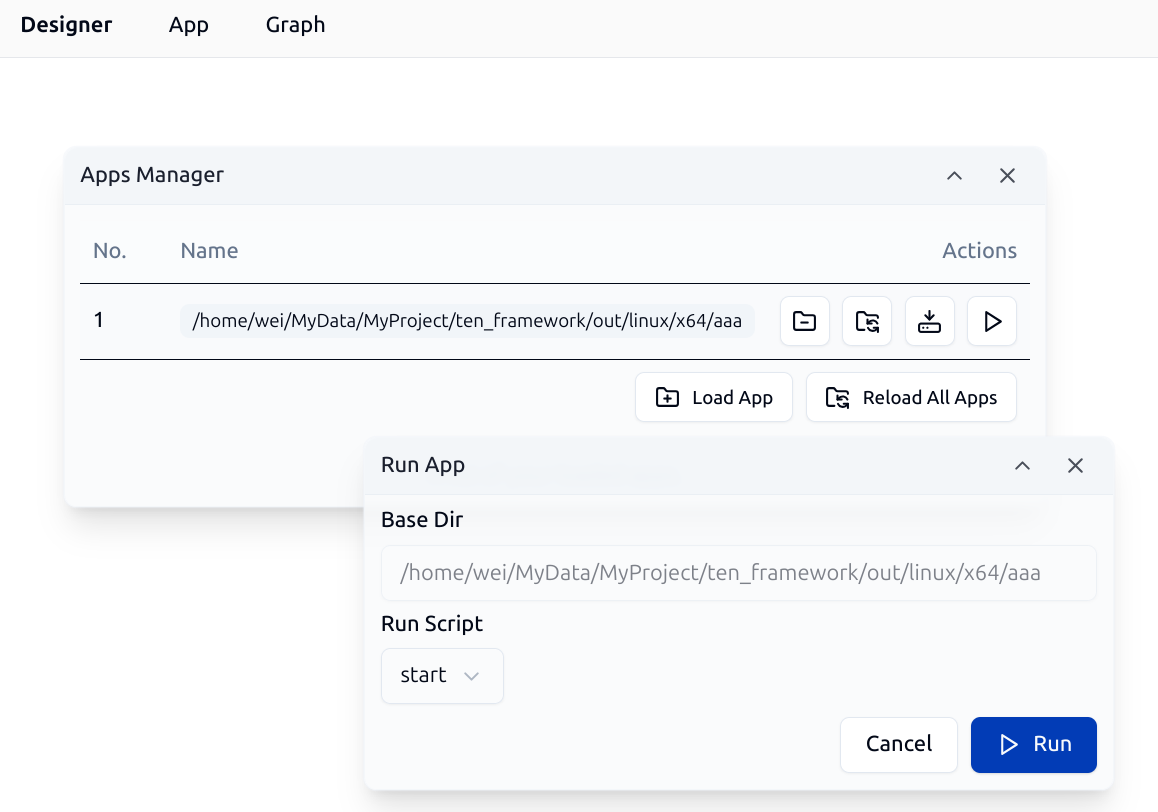 Designer App Graph
Apps Manager
No. Name Actions
1 /home/wei/MyData/MyProject/ten_framework/out/linux/x64/aaa
Load App Reload All Apps
Run App
Base Dir
/home/wei/MyData/MyProject/ten_framework/out/linux/x64/aaa
Run Script
start
Cancel Run